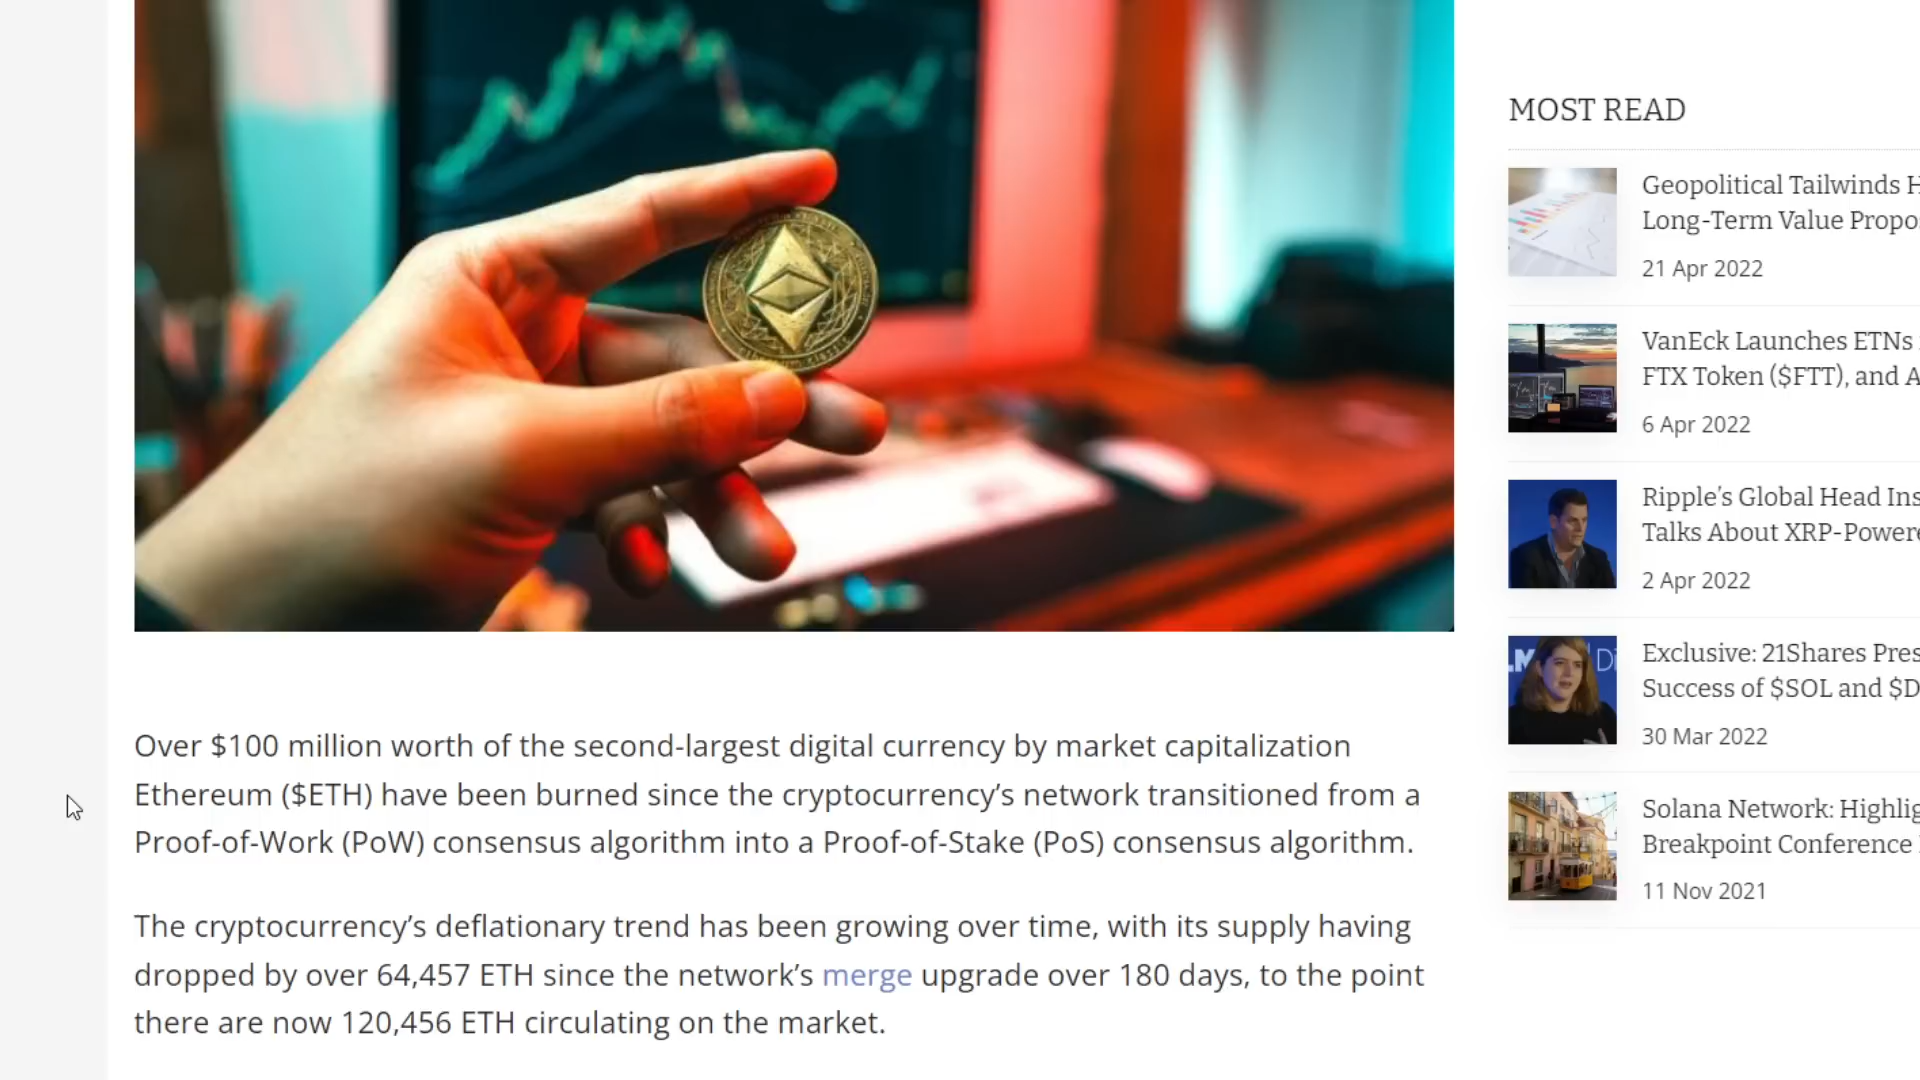 MOST READ
Geopolitical Tailwinds
Long-Term Value
21 Apr 2022
VanEck Launches ETNs
FTX Token ($FTT), and
6 Apr 2022
Ripple’s Global Head
Talks About
2 Apr 2022
Exclusive: 21Shares
Success of $SOL and
30 Mar 2022
Solana Network:
Breakpoint Conference
11 Nov 2021
Over $100 million worth of the second-largest digital currency by market capitalization
Ethereum ($ETH) have been burned since the cryptocurrency’s network transitioned from a
Proof-of-Work (PoW) consensus algorithm into a Proof-of-Stake (PoS) consensus algorithm.
The cryptocurrency’s deflationary trend has been growing over time, with its supply having
dropped by over 64,457 ETH since the network’s merge upgrade over 180 days, to the point
there are now 120,456 ETH circulating on the market.